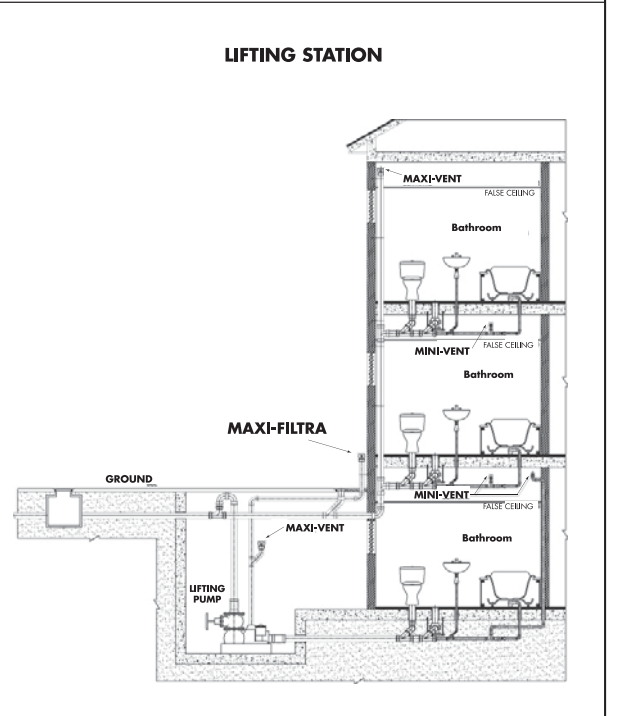 LIFTING STATION
MAXI-VENT
FALSE CEILING
Bathroom
MINI-VENT
FALSE CEILING
Bathroom
MAXI-FILTRA
GROUND
MINI-VENT
FALSE CEILING
MAXI-VENT
Bathroom
LIFTING
PUMP